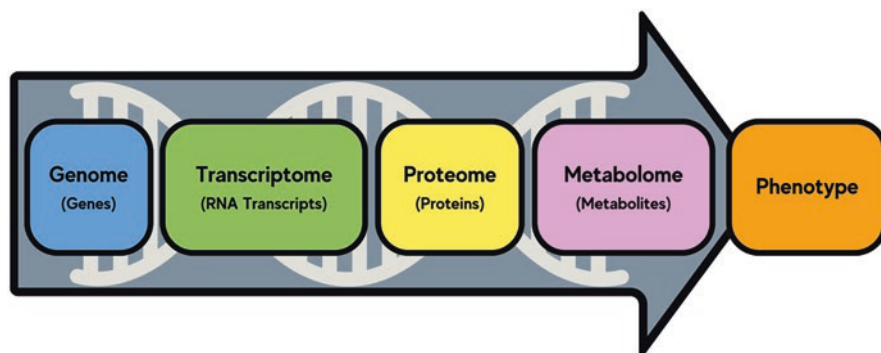 Genome
(Genes)
Transcriptome
(RNA Transcripts)
Proteome
(Proteins)
Metabolome
(Metabolites)
Phenotype